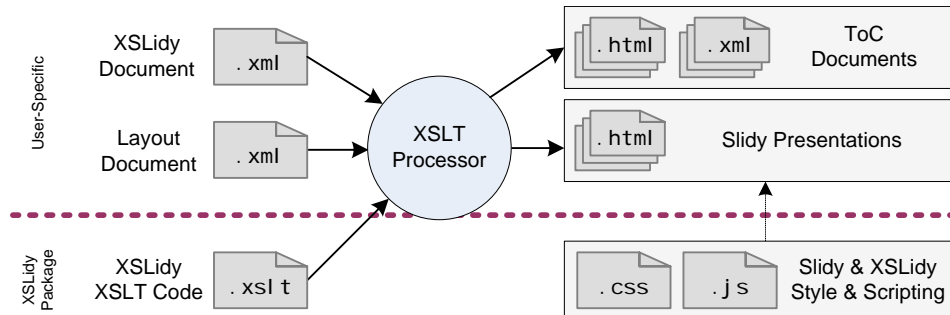 User-Specific
XSLidy
Document
.xml
Layout
Document
.xml
XSLT
Processor
.html
.xml
ToC
Documents
.html
Slidy Presentations
XSLidy
Package
XSLidy
XSLT Code
.xslt
.css
.js
Slidy & XSLidy
Style & Scripting